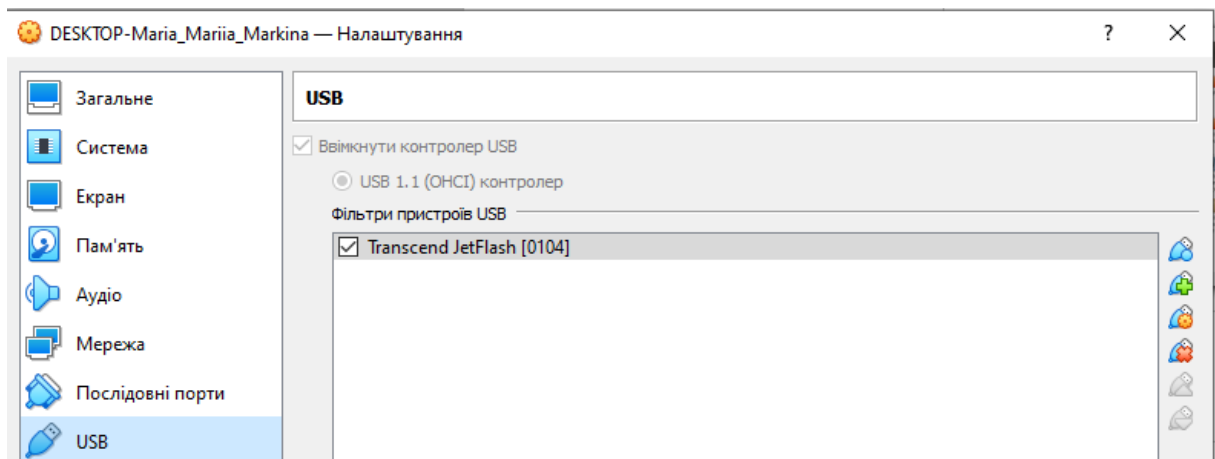 DESKTOP-Maria_Mariia_Markina — Налаштування ?
Загальне
Система
Екран
Пам'ять
Аудіо
Мережа
Послідовні порти
USB
USB
Ввімкнути контролер USB
USB 1.1 (OHCI) контролер
Фільтри пристроїв USB
Transcend JetFlash [0104]